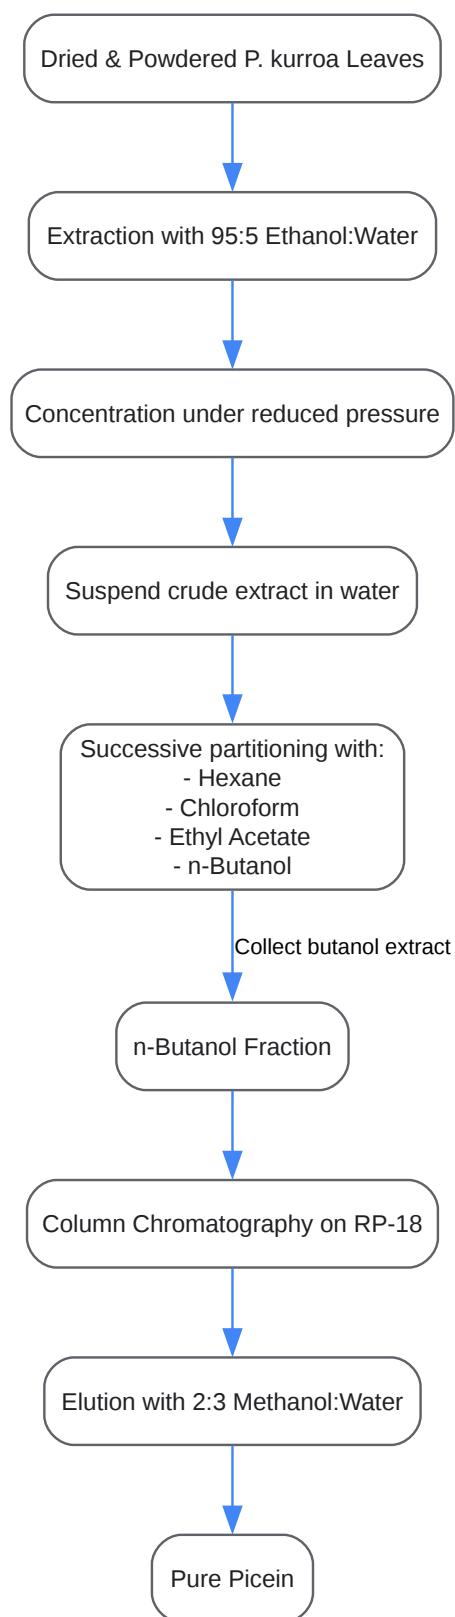 Dried & Powdered P. kurroa Leaves
Extraction with 95:5 Ethanol:Water
Concentration under reduced pressure
Suspend crude extract in water
Successive partitioning with:
- Hexane
- Chloroform
- Ethyl Acetate
- n-Butanol
Collect butanol extract
n-Butanol Fraction
Column Chromatography on RP-18
Elution with 2:3 Methanol:Water
Pure Picein